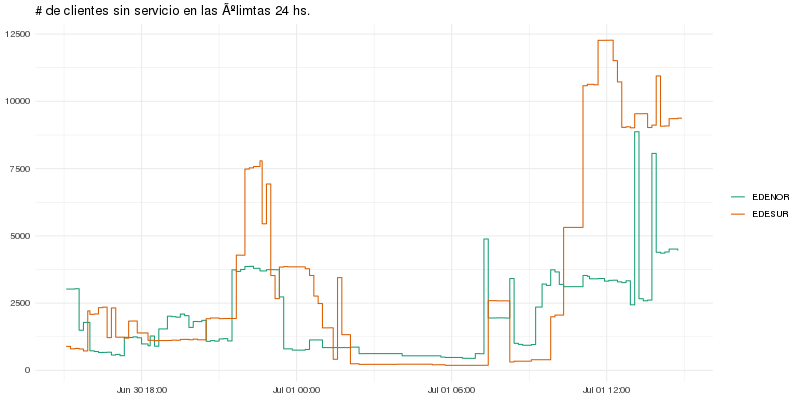 # de clientes sin servicio en las Ãºlimtas 24 hs.
12500
10000
7500
5000
2500
0
Jun 30 18:00
Jul 01 00:00
Jul 01 06:00
Jul 01 12:00
EDENOR
EDESUR